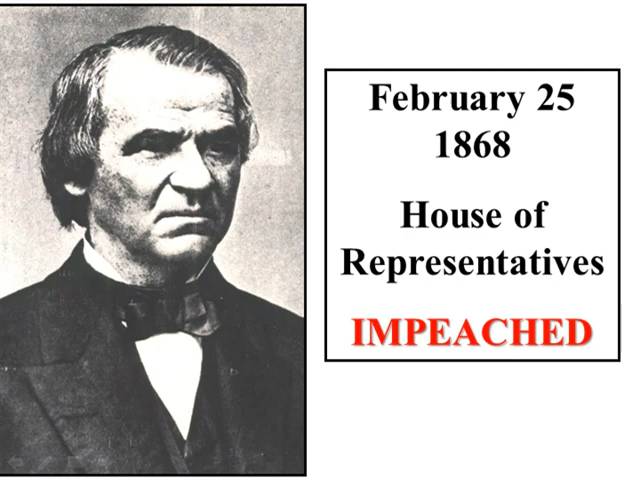 February 25
1868
House of
Representatives
IMPEACHED